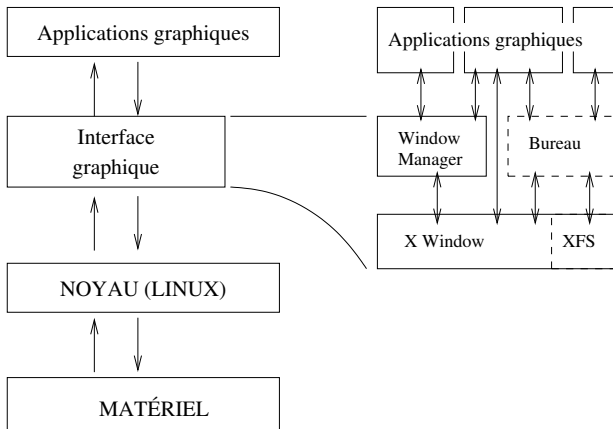 Applications graphiques
Interface
graphique
NOYAU (LINUX)
MATÉRIEL
Applications graphiques
Window
Manager
Bureau
X Window
XFS